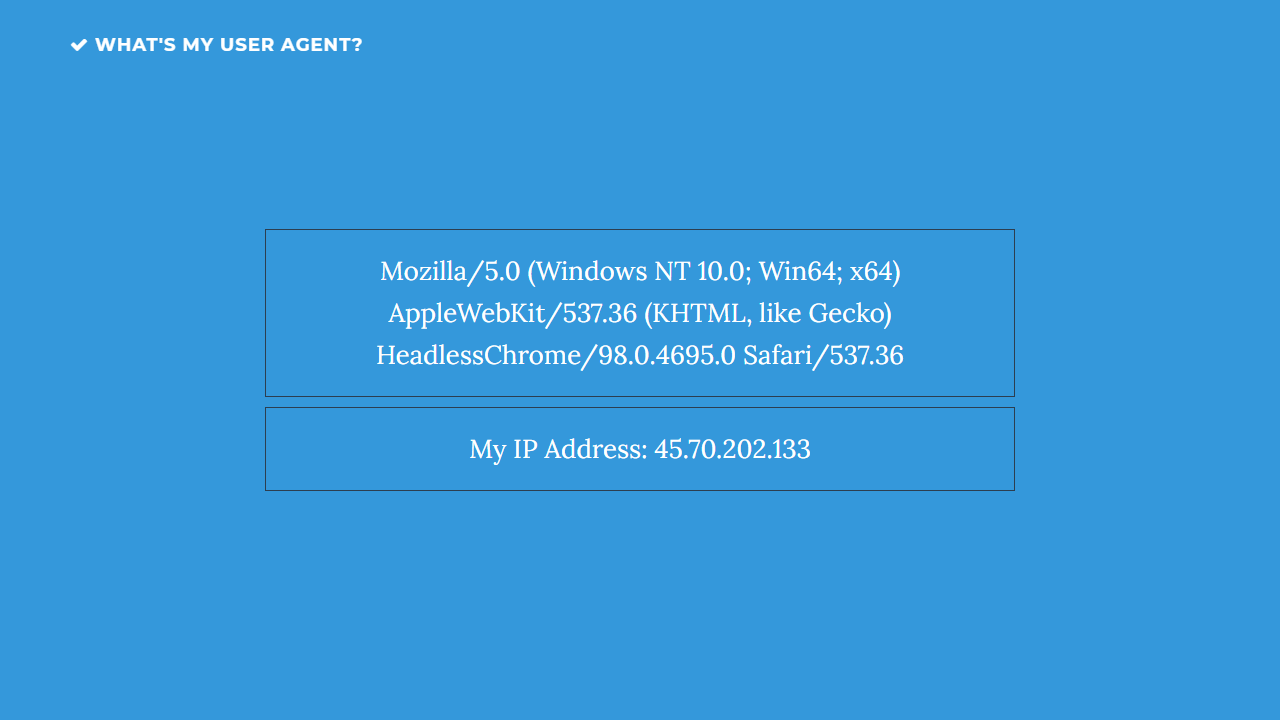 WHAT'S MY USER AGENT?
Mozilla/5.0 (Windows NT 10.0; Win64; x64)
AppleWebKit/537.36 (KHTML, like Gecko)
HeadlessChrome/98.0.4695.0 Safari/537.36
My IP Address: 45.70.202.133